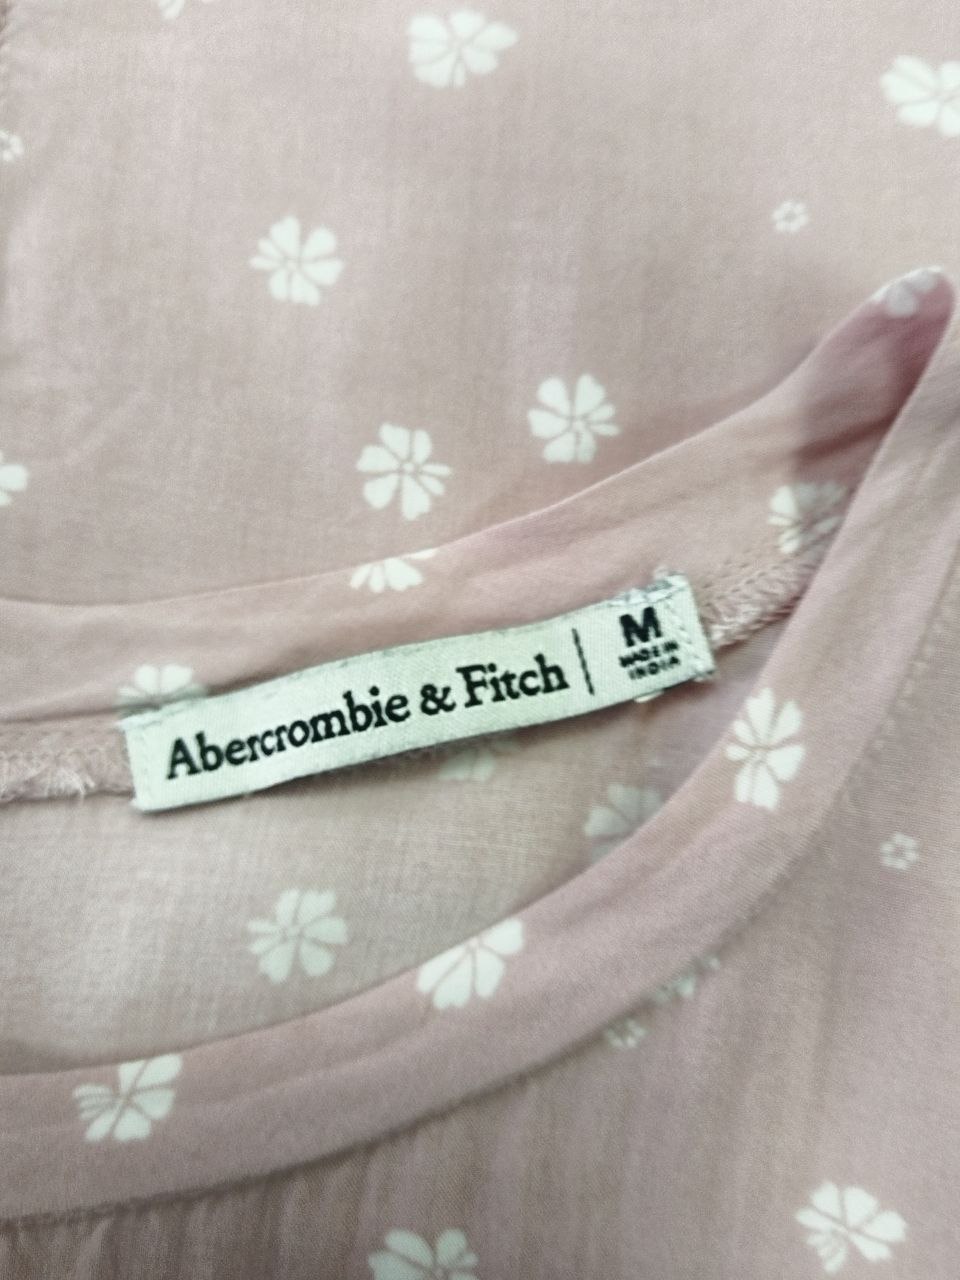 Abercrombie & Fitch | M
MADE IN
INDIA